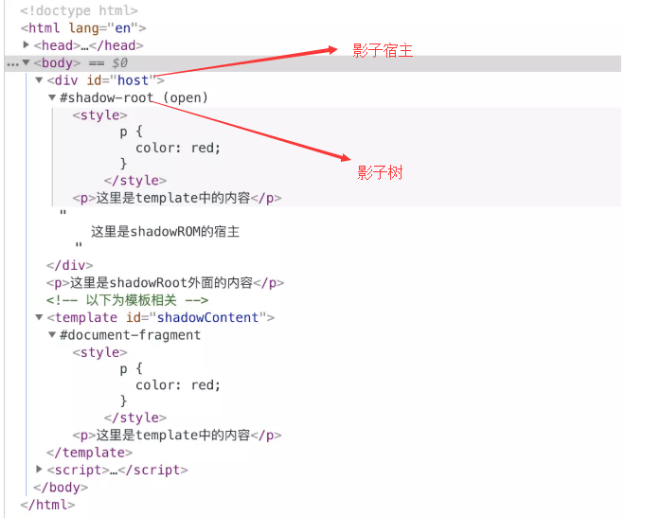 <!doctype html>
<html lang="en">
▶<head>…</head>
…▼<body> == $0
▼<div id="host">
影子宿主
▼#shadow-root (open)
<style>
p {
color: red;
}
</style>
影子树
<p>这里是template中的内容</p>
"
这里是shadowROM的宿主
"
</div>
<p>这里是shadowRoot外面的内容</p>
<!-- 以下为模板相关 -->
▼<template id="shadowContent">
▼#document-fragment
<style>
p {
color: red;
}
</style>
<p>这里是template中的内容</p>
</template>
▶<script>…</script>
</body>
</html>